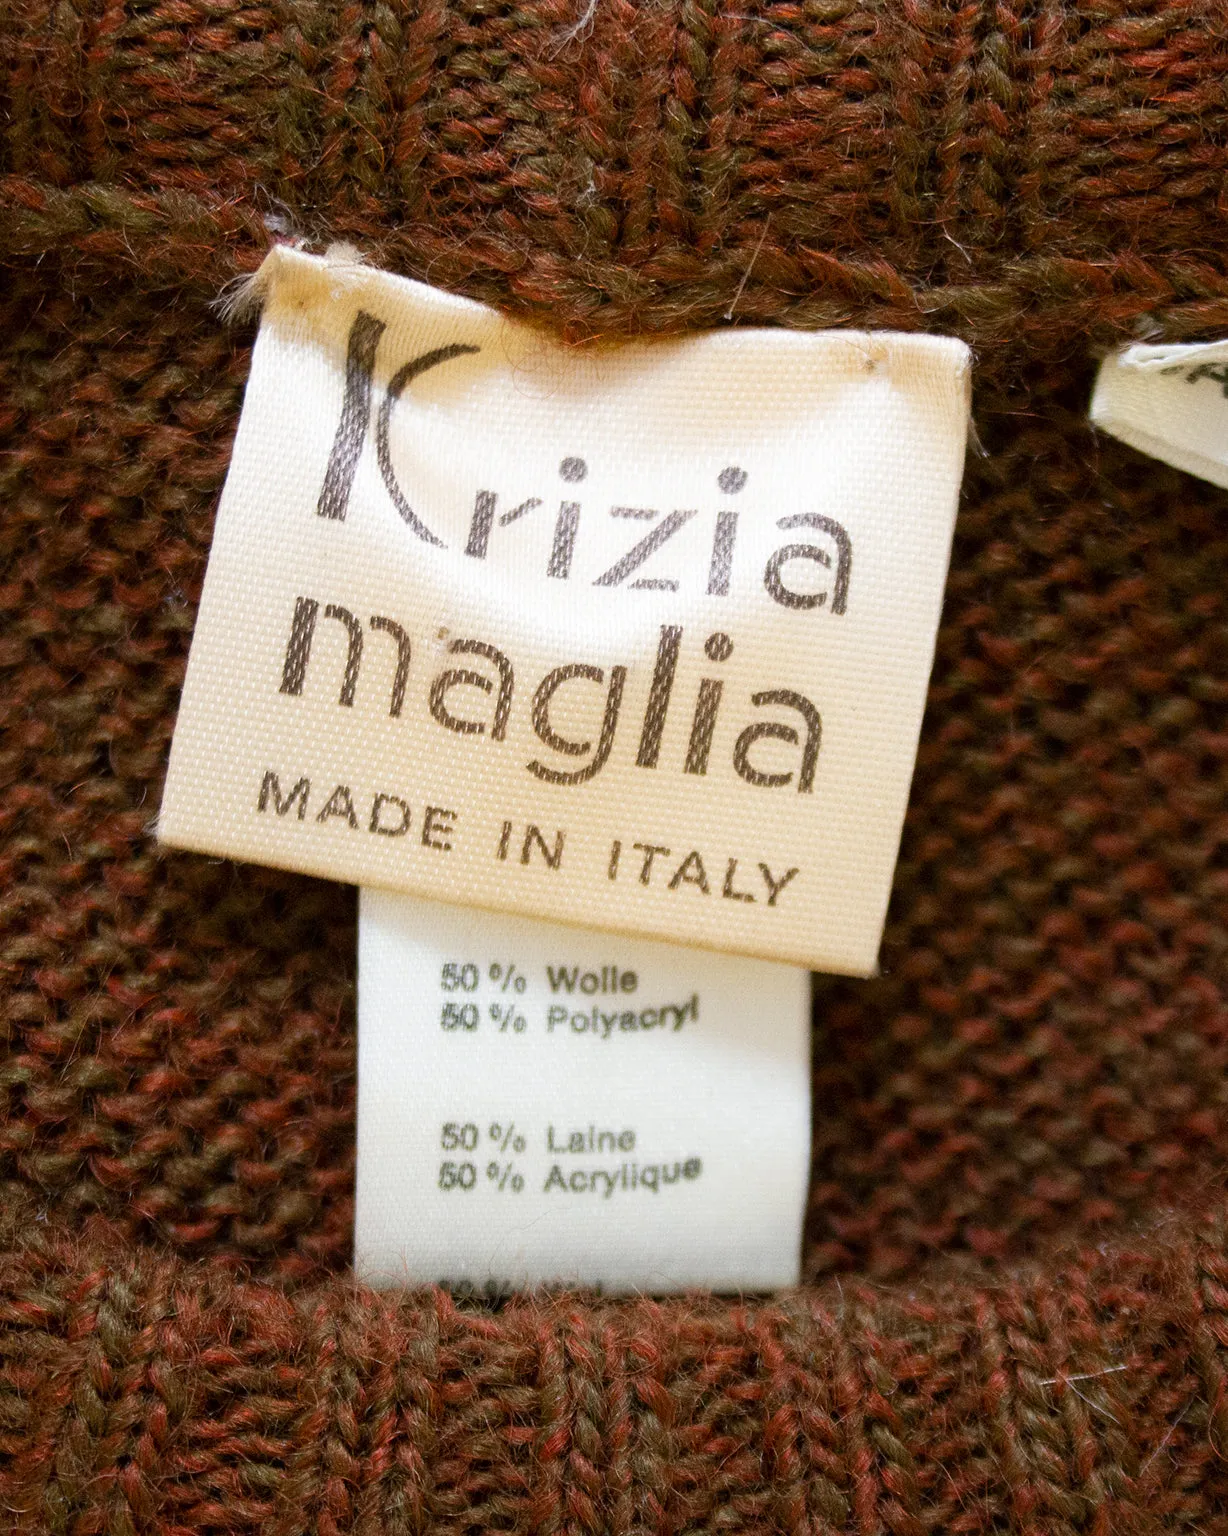 Krizia
maglia
MADE IN ITALY
50 % Wolle
50 % Polyacryl
50 % Laine
50 % Acrylique